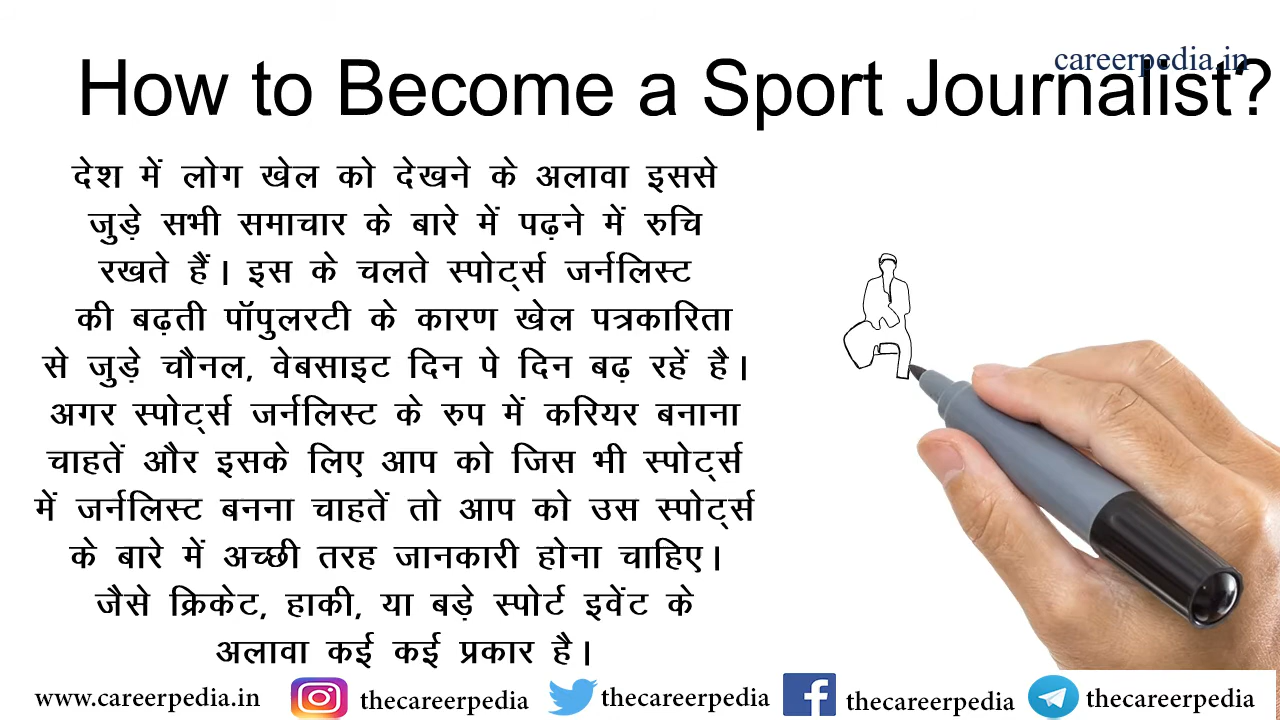 careerpedia.in
How to Become a Sport Journalist?
देश में लोग खेल को देखने के अलावा इससे
जुड़े सभी समाचार के बारे में पढ़ने में रुचि
रखते हैं। इस के चलते स्पोर्ट्स जर्नलिस्ट
की बढ़ती पॉपुलरटी के कारण खेल पत्रकारिता
से जुड़े चौनल, वेबसाइट दिन पे दिन बढ़ रहें है।
अगर स्पोर्ट्स जर्नलिस्ट के रुप में करियर बनाना
चाहतें और इसके लिए आप को जिस भी स्पोर्ट्स
में जर्नलिस्ट बनना चाहतें तो आप को उस स्पोर्ट्स
के बारे में अच्छी तरह जानकारी होना चाहिए।
जैसे क्रिकेट, हाकी, या बड़े स्पोर्ट इवेंट के
अलावा कई कई प्रकार है।
www.careerpedia.in thecareerpedia thecareerpedia thecareerpedia thecareerpedia